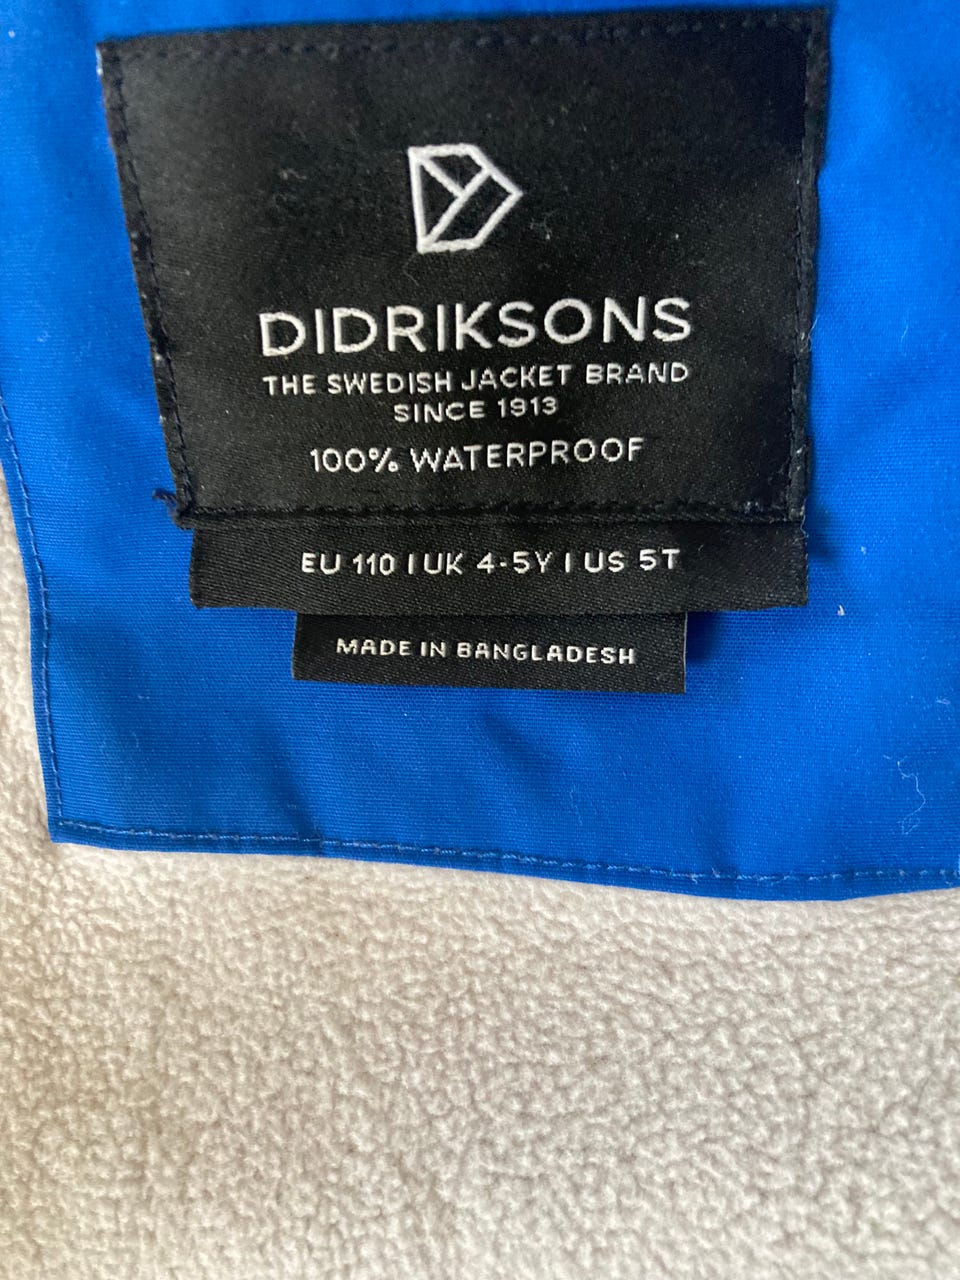 DIDRIKSONS
THE SWEDISH JACKET BRAND
SINCE 1913
100% WATERPROOF
EU 110 | UK 4-5Y | US 5T
MADE IN BANGLADESH